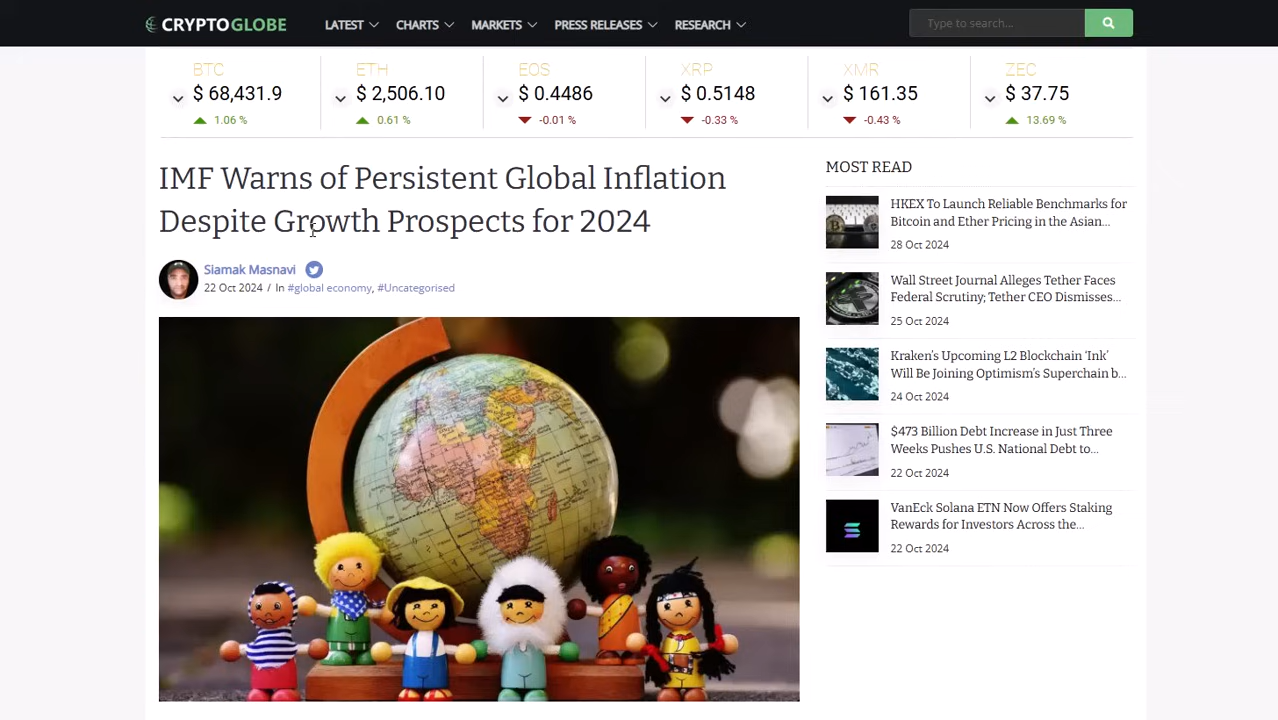 CRYPTOGLOBE
LATEST
CHARTS
MARKETS
PRESS RELEASES
RESEARCH
Type to search...
BTC
$ 68,431.9
1.06 %
ETH
$ 2,506.10
0.61 %
EOS
$ 0.4486
-0.01 %
XRP
$ 0.5148
-0.33 %
XMR
$ 161.35
-0.43 %
ZEC
$ 37.75
13.69 %
IMF Warns of Persistent Global Inflation
Despite Growth Prospects for 2024
Siamak Masnavi
22 Oct 2024 / In #global economy, #Uncategorised
MOST READ
HKEX To Launch Reliable Benchmarks for
Bitcoin and Ether Pricing in the Asian...
28 Oct 2024
Wall Street Journal Alleges Tether Faces
Federal Scrutiny; Tether CEO Dismisses...
25 Oct 2024
Kraken's Upcoming L2 Blockchain ‘Ink’
Will Be Joining Optimism's Superchain b...
24 Oct 2024
$473 Billion Debt Increase in Just Three
Weeks Pushes U.S. National Debt to...
22 Oct 2024
VanEck Solana ETN Now Offers Staking
Rewards for Investors Across the...
22 Oct 2024